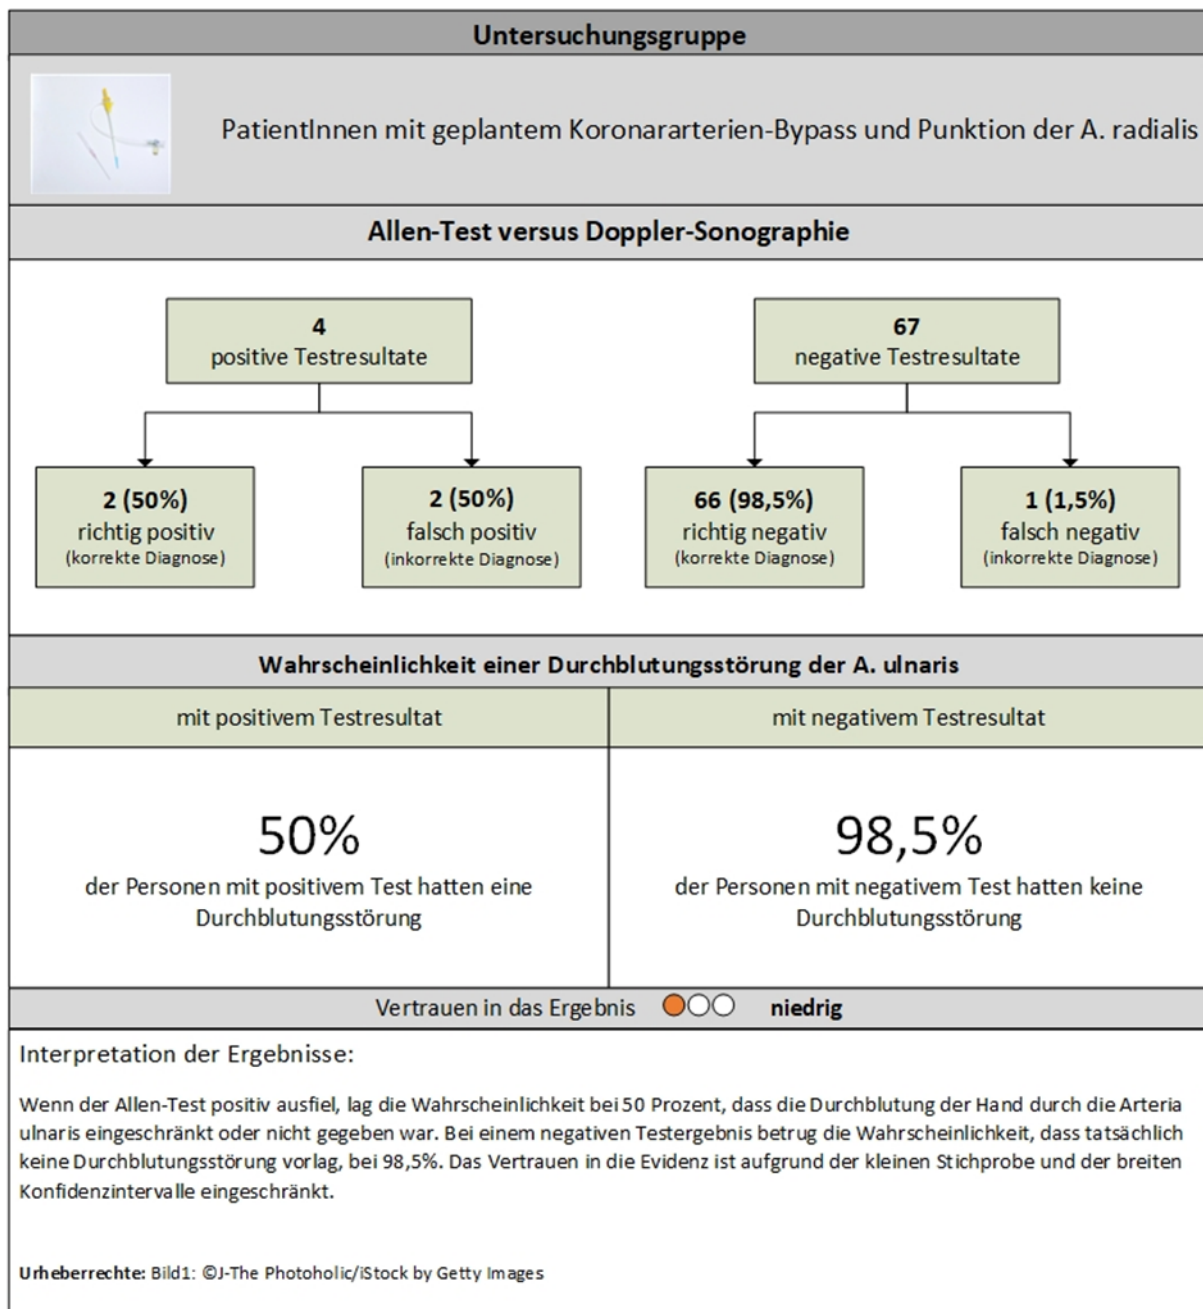 Untersuchungsgruppe
PatientInnen mit geplantem Koronararterien-Bypass und Punktion der A. radialis
Allen-Test versus Doppler-Sonographie
4
positive Testresultate
67
negative Testresultate
2 (50%)
richtig positiv
(korrekte Diagnose)
2 (50%)
falsch positiv
(inkorrekte Diagnose)
66 (98,5%)
richtig negativ
(korrekte Diagnose)
1 (1,5%)
falsch negativ
(inkorrekte Diagnose)
Wahrscheinlichkeit einer Durchblutungsstörung der A. ulnaris
mit positivem Testresultat
mit negativem Testresultat
50%
der Personen mit positivem Test hatten eine
Durchblutungsstörung
98,5%
der Personen mit negativem Test hatten keine
Durchblutungsstörung
Vertrauen in das Ergebnis niedrig
Interpretation der Ergebnisse:
Wenn der Allen-Test positiv ausfiel, lag die Wahrscheinlichkeit bei 50 Prozent, dass die Durchblutung der Hand durch die Arteria
ulnaris eingeschränkt oder nicht gegeben war. Bei einem negativen Testergebnis betrug die Wahrscheinlichkeit, dass tatsächlich
keine Durchblutungsstörung vorlag, bei 98,5%. Das Vertrauen in die Evidenz ist aufgrund der kleinen Stichprobe und der breiten
Konfidenzintervalle eingeschränkt.
Urheberrechte: Bild1: ©J-The Photoholic/iStock by Getty Images